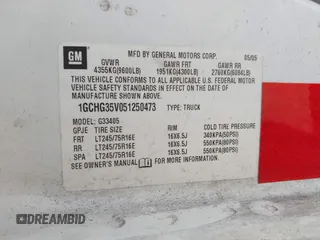 GM
MFD BY GENERAL MOTORS CORP. 05/05
GVWR GAWR FRT GAWR RR
4355KG(9600LB) 1951KG(4300LB) 2760KG(6084LB)
THIS VEHICLE CONFORMS TO ALL APPLICABLE U.S. FEDERAL MOTOR
VEHICLE SAFETY STANDARDS IN EFFECT ON THE DATE OF
MANUFACTURE SHOWN ABOVE.
1GCHG35V051250473 TYPE:TRUCK
MODEL: G33405
GPJE TIRE SIZE RIM COLD TIRE PRESSURE
FRT LT245/75R16E 16X6.5J 340KPA(50PSI)
RR LT245/75R16E 16X6.5J 550KPA(80PSI)
SPA LT245/75R16E 16X6.5J 550KPA(80PSI)
SEE OWNER'S MANUAL FOR ADDITIONAL INFORMATION.
DREAMBID